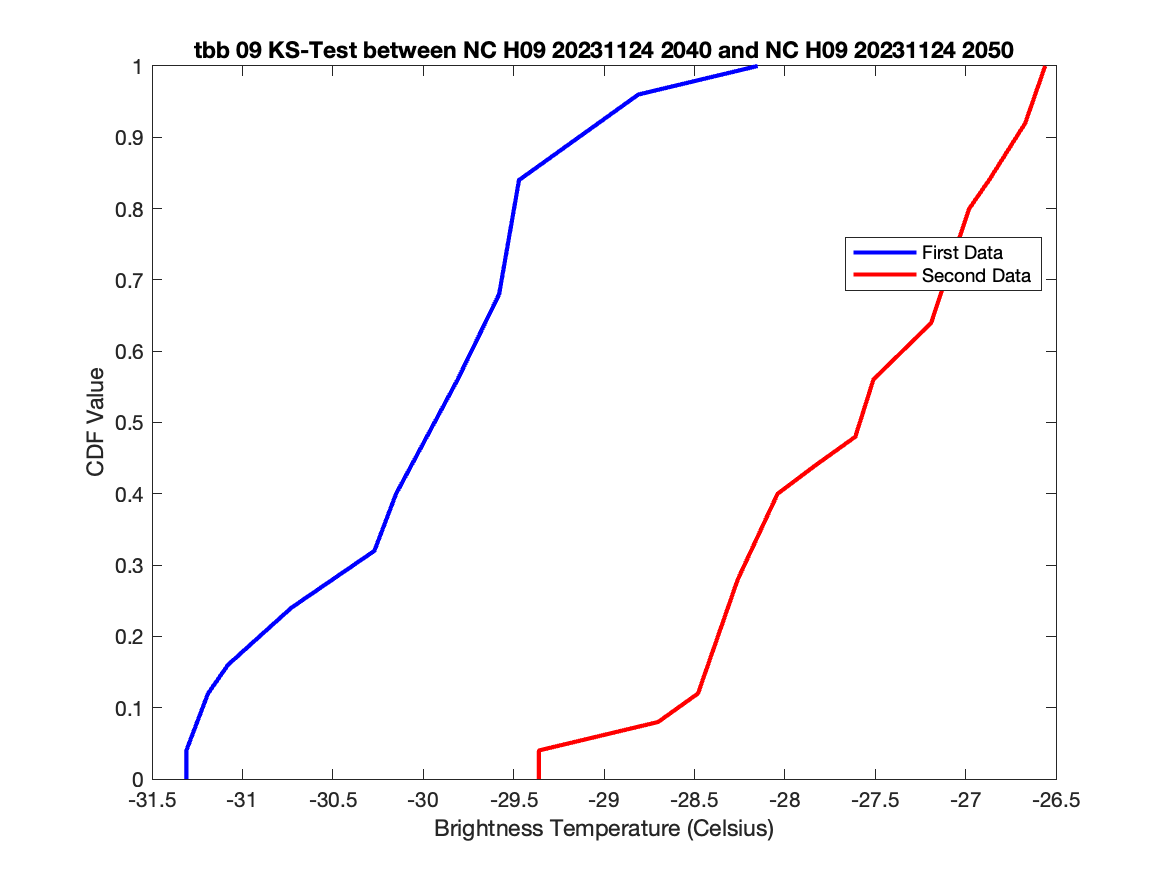 tbb 09 KS-Test between NC H09 20231124 2040 and NC H09 20231124 2050
1
0.9
0.8
First Data
0.7
Second Data
0.6
CDF Value
0.5
0.4
0.3
0.2
0.1
0
-31.5 -31 -30.5 -30 -29.5 -29 -28.5 -28 -27.5 -27 -26.5
Brightness Temperature (Celsius)